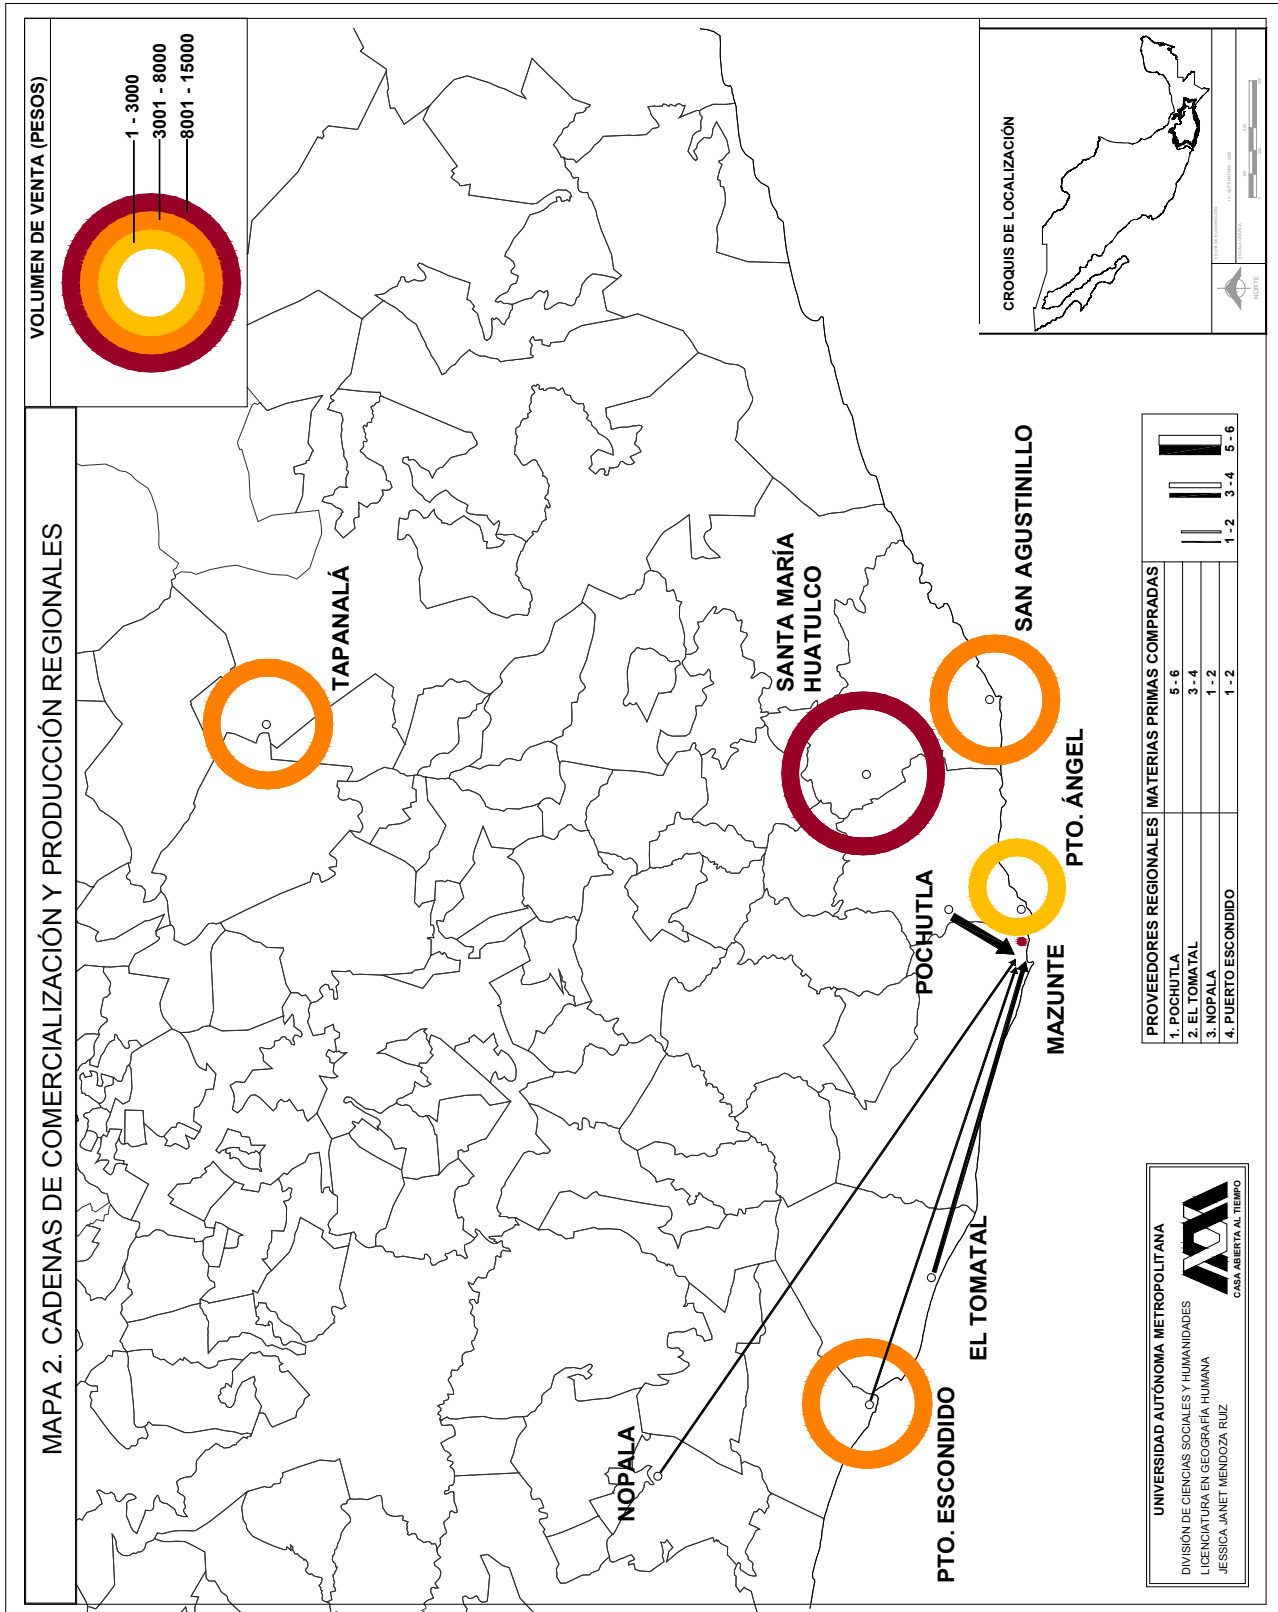 MAPA 2. CADENAS DE COMERCIALIZACIÓN Y PRODUCCIÓN REGIONALES
VOLUMEN DE VENTA (PESOS)
1 - 3000
3001 - 8000
8001 - 15000
TAPANALÁ
SANTA MARÍA
HUATULCO
SAN AGUSTINILLO
PTO. ÁNGEL
POCHUTLA
MAZUNTE
EL TOMATAL
PTO. ESCONDIDO
NOPALA
CROQUIS DE LOCALIZACIÓN
NORTE
PROVEEDORES REGIONALES MATERIAS PRIMAS COMPRADAS
1. POCHUTLA 5 - 6
2. EL TOMATAL 3 - 4
3. NOPALA 1 - 2
4. PUERTO ESCONDIDO 1 - 2
1 - 2 3 - 4 5 - 6
UNIVERSIDAD AUTÓNOMA METROPOLITANA
DIVISIÓN DE CIENCIAS SOCIALES Y HUMANIDADES
LICENCIATURA EN GEOGRAFÍA HUMANA
JESSICA JANET MENDOZA RUIZ
CASA ABIERTA AL TIEMPO